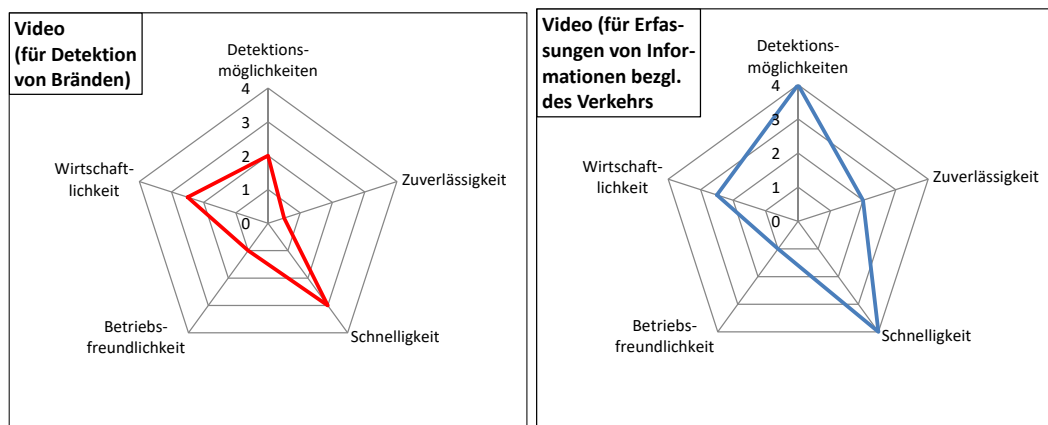 Video
(für Detektion
von Bränden)
Detektions-
möglichkeiten
4
3
2
1
0
Zuverlässigkeit
Schnelligkeit
Betriebs-
freundlichkeit
Wirtschaft-
lichkeit
Video (für Erfas-
sungen von Infor-
mationen bezgl.
des Verkehrs
Detektions-
möglichkeiten
4
3
2
1
0
Zuverlässigkeit
Schnelligkeit
Betriebs-
freundlichkeit
Wirtschaft-
lichkeit